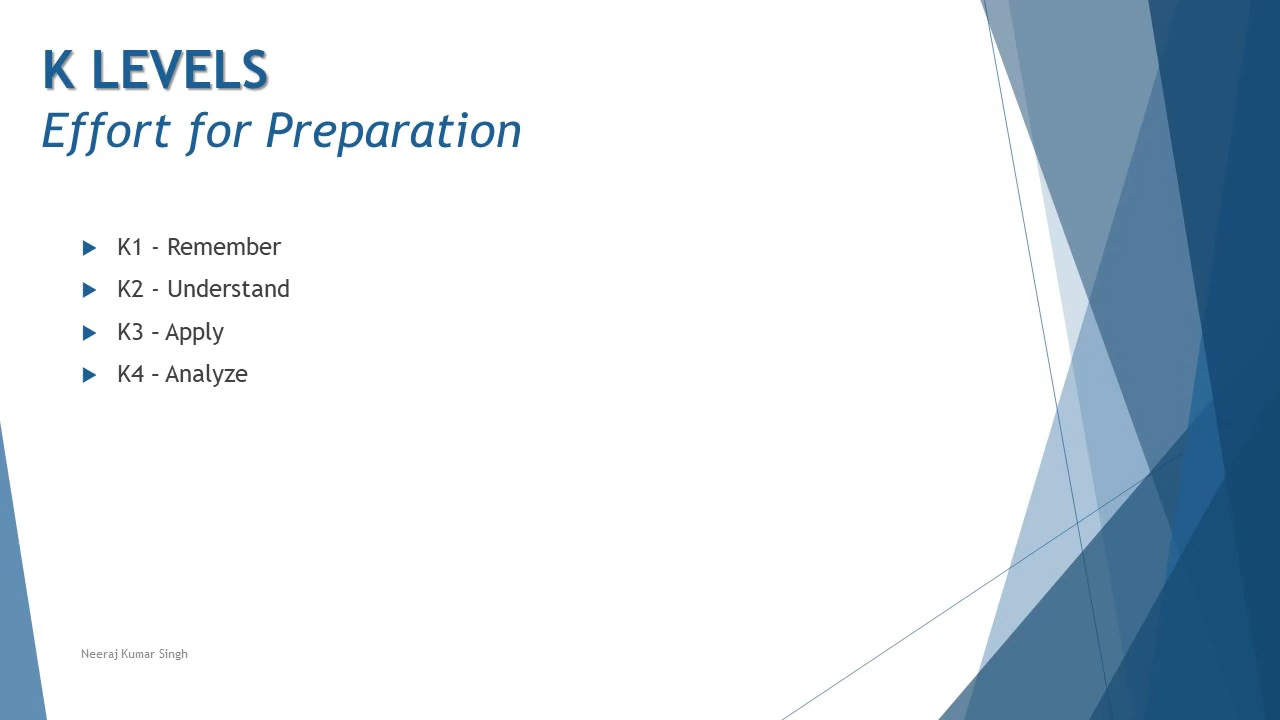 K LEVELS
Effort for Preparation
K1 - Remember
K2 - Understand
K3 – Apply
K4 – Analyze
Neeraj Kumar Singh